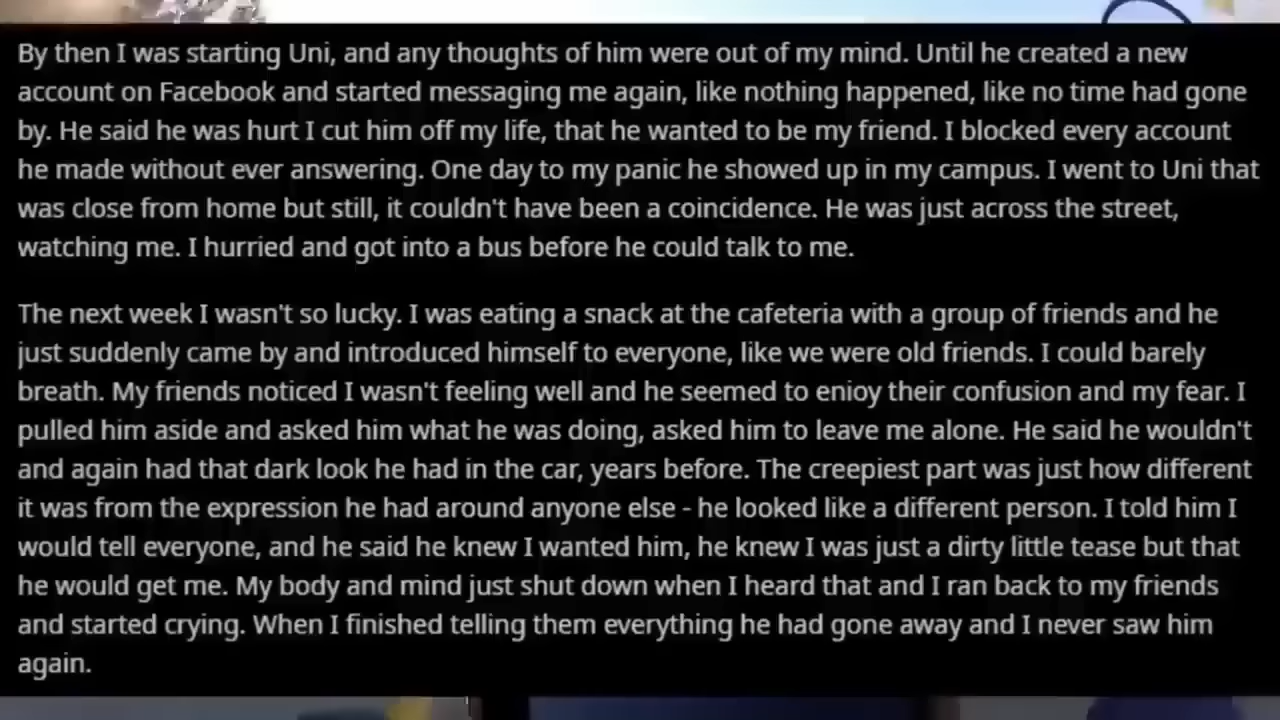 By then I was starting Uni, and any thoughts of him were out of my mind. Until he created a new
account on Facebook and started messaging me again, like nothing happened, like no time had gone
by. He said he was hurt I cut him off my life, that he wanted to be my friend. I blocked every account
he made without ever answering. One day to my panic he showed up in my campus. I went to Uni that
was close from home but still, it couldn't have been a coincidence. He was just across the street,
watching me. I hurried and got into a bus before he could talk to me.
The next week I wasn't so lucky. I was eating a snack at the cafeteria with a group of friends and he
just suddenly came by and introduced himself to everyone, like we were old friends. I could barely
breath. My friends noticed I wasn't feeling well and he seemed to enjoy their confusion and my fear. I
pulled him aside and asked him what he was doing, asked him to leave me alone. He said he wouldn't
and again had that dark look he had in the car, years before. The creepiest part was just how different
it was from the expression he had around anyone else - he looked like a different person. I told him I
would tell everyone, and he said he knew I wanted him, he knew I was just a dirty little tease but that
he would get me. My body and mind just shut down when I heard that and I ran back to my friends
and started crying. When I finished telling them everything he had gone away and I never saw him
again.